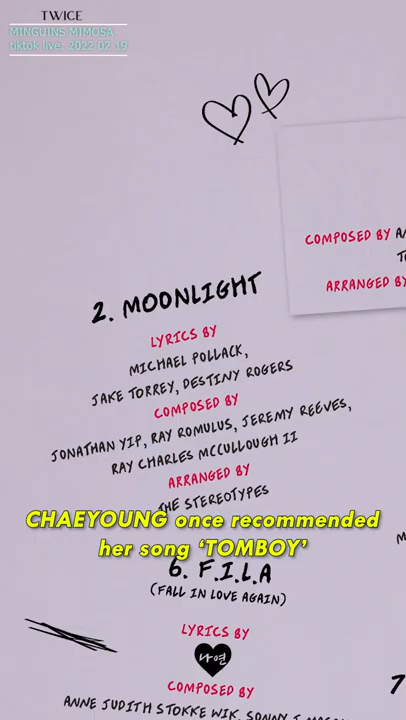 TWICE
MINGUINS MIMOSA
tiktok live 2022 02 19
COMPOSED BY
ARRANGED BY
2. MOONLIGHT
LYRICS BY
MICHAEL POLLACK,
JAKE TORREY, DESTINY ROGERS
COMPOSED BY
JONATHAN YIP, RAY ROMULUS, JEREMY REEVES,
RAY CHARLES MCCULLOUGH II
ARRANGED BY
THE STEREOTYPES
CHAEYOUNG once recommended
her song ‘TOMBOY’
6. F.I.L.A
(FALL IN LOVE AGAIN)
LYRICS BY
나연
COMPOSED BY
ANNE JUDITH STOKKE WIK, SONNY J
7